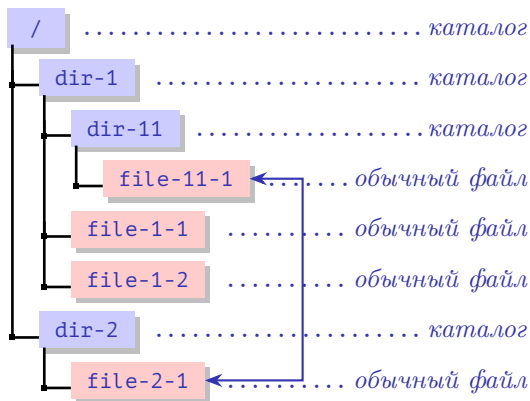 / ................................ каталог
dir-1 ......................... каталог
dir-11 ..................... каталог
file-11-1 ........ обычный файл
file-1-1 .......... обычный файл
file-1-2 .......... обычный файл
dir-2 ......................... каталог
file-2-1 ............ обычный файл